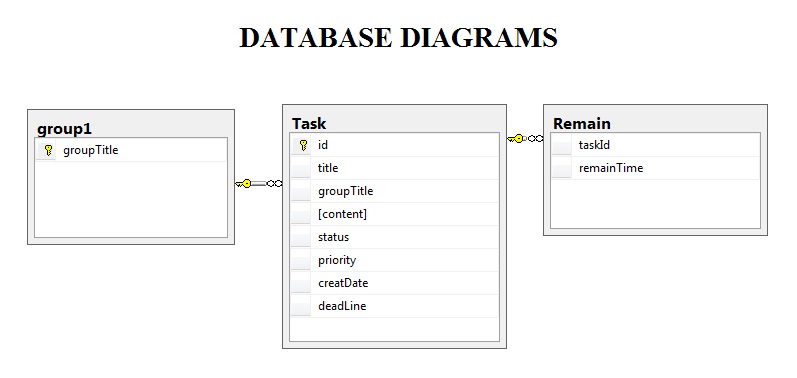 DATABASE DIAGRAMS
group1
groupTitle
Task
id
title
groupTitle
[content]
status
priority
creatDate
deadLine
Remain
taskId
remainTime